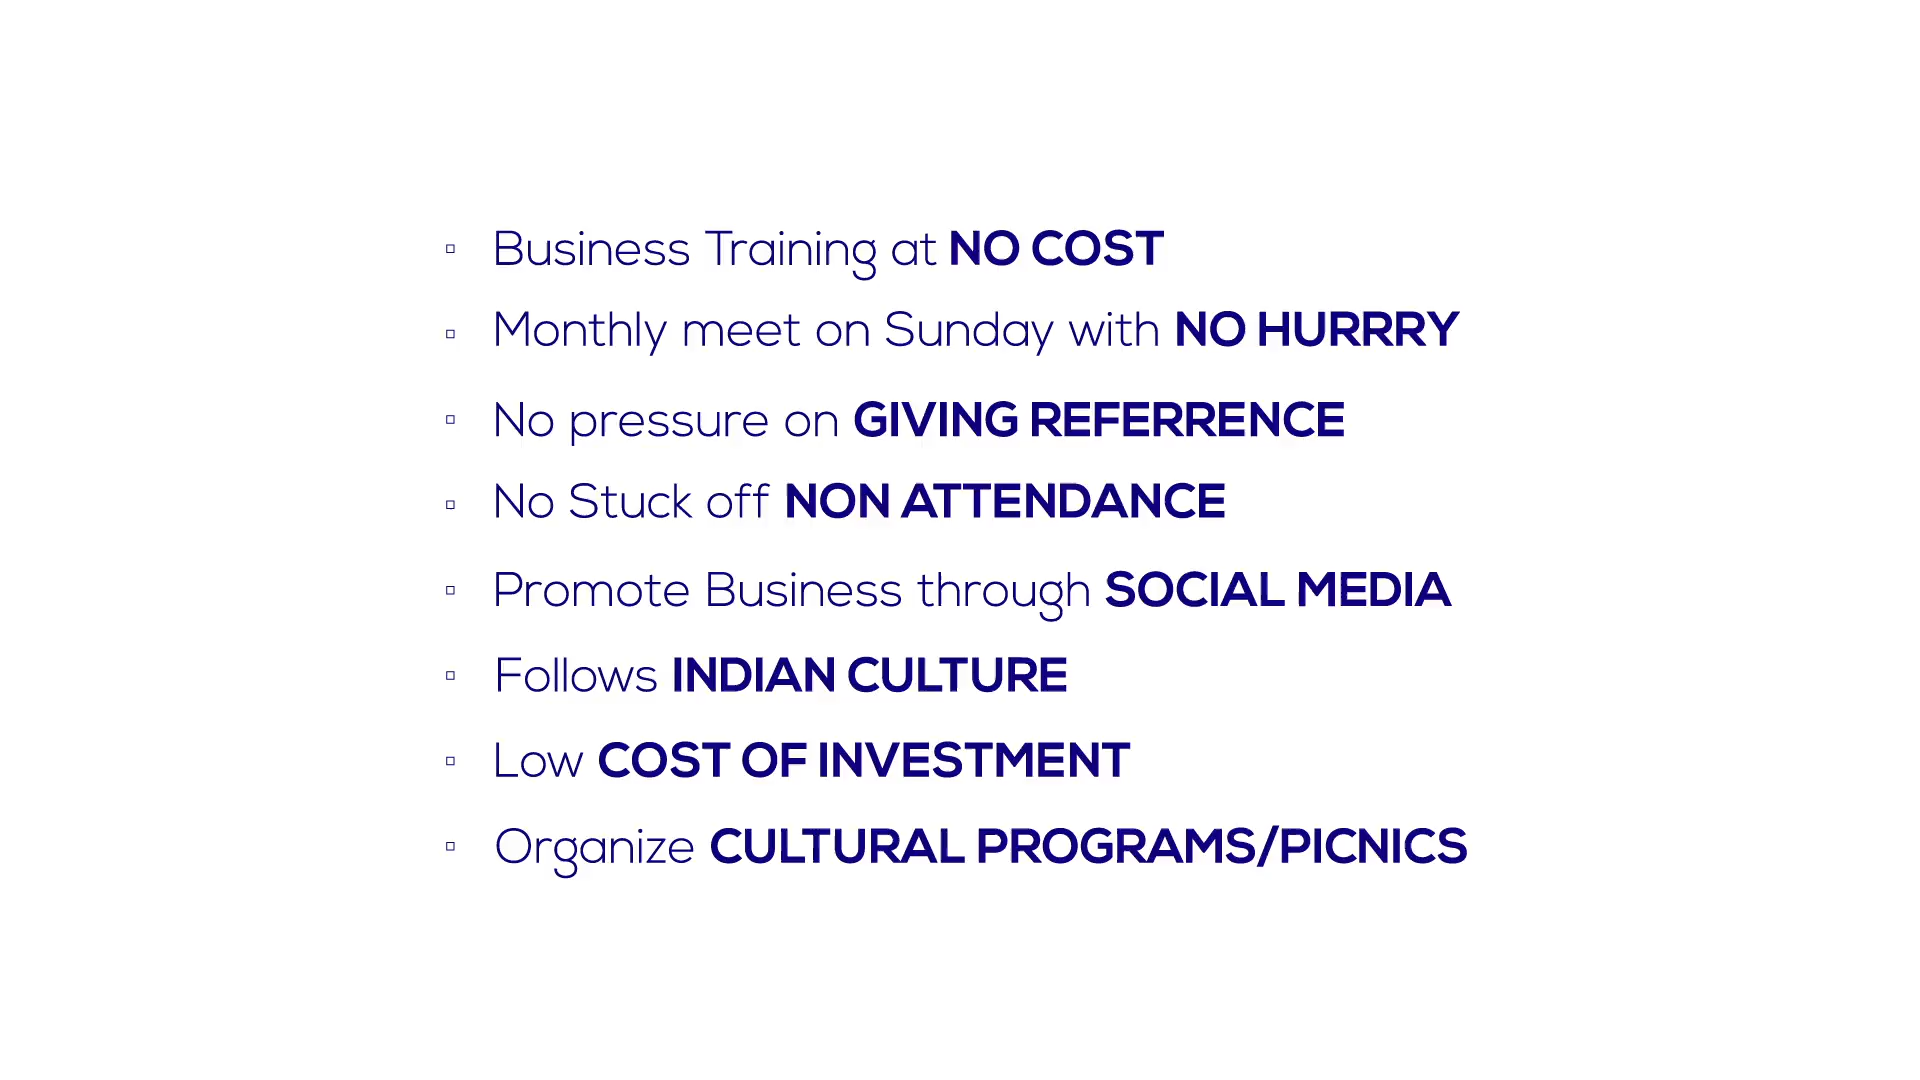 ▫ Business Training at NO COST
▫ Monthly meet on Sunday with NO HURRRY
▫ No pressure on GIVING REFERRENCE
▫ No Stuck off NON ATTENDANCE
▫ Promote Business through SOCIAL MEDIA
▫ Follows INDIAN CULTURE
▫ Low COST OF INVESTMENT
▫ Organize CULTURAL PROGRAMS/PICNICS